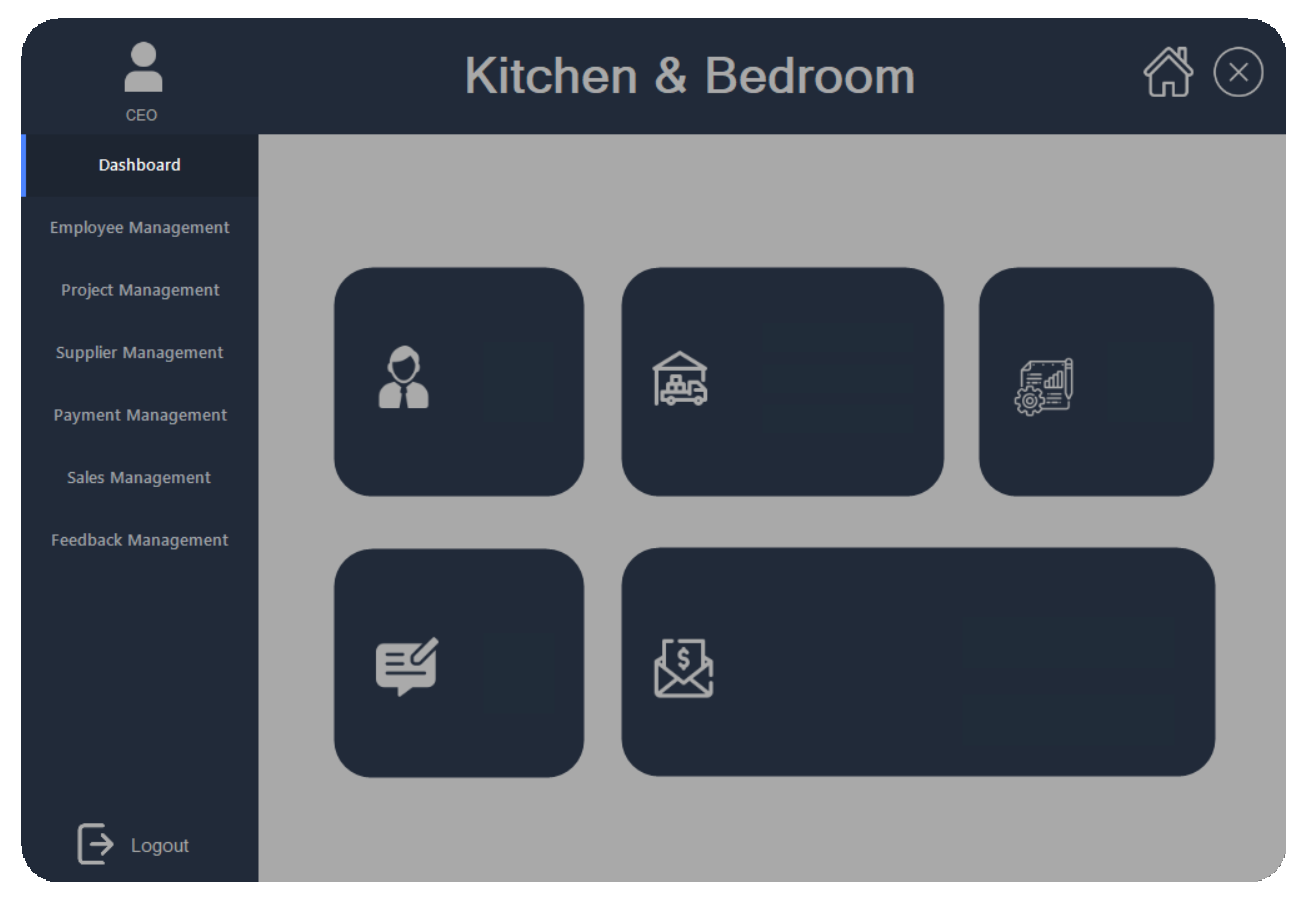 Kitchen & Bedroom
CEO
Dashboard
Employee Management
Project Management
Supplier Management
Payment Management
Sales Management
Feedback Management
Logout
$